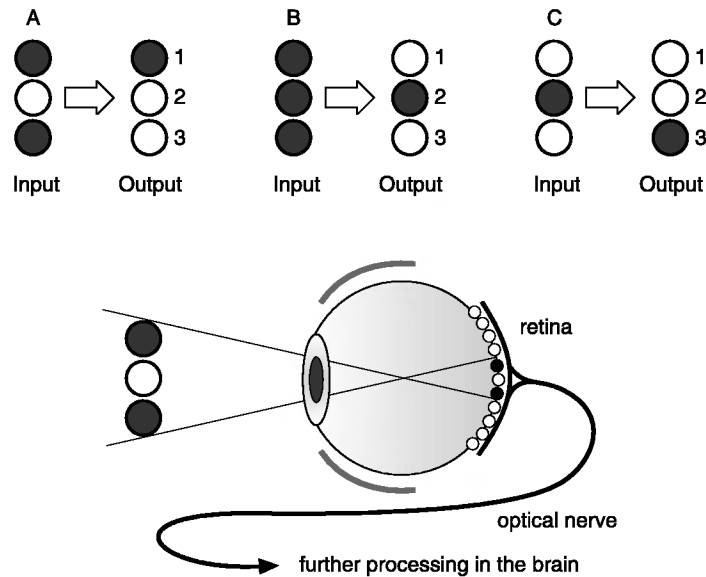 A B C
1 1 1
2 2 2
3 3 3
Input Output Input Output Input Output
retina
optical nerve
further processing in the brain